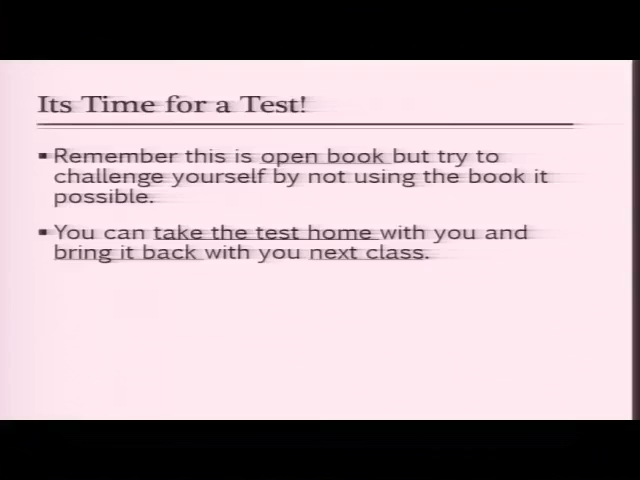 Its Time for a Test!
▪ Remember this is open book but try to
challenge yourself by not using the book it
possible.
▪ You can take the test home with you and
bring it back with you next class.